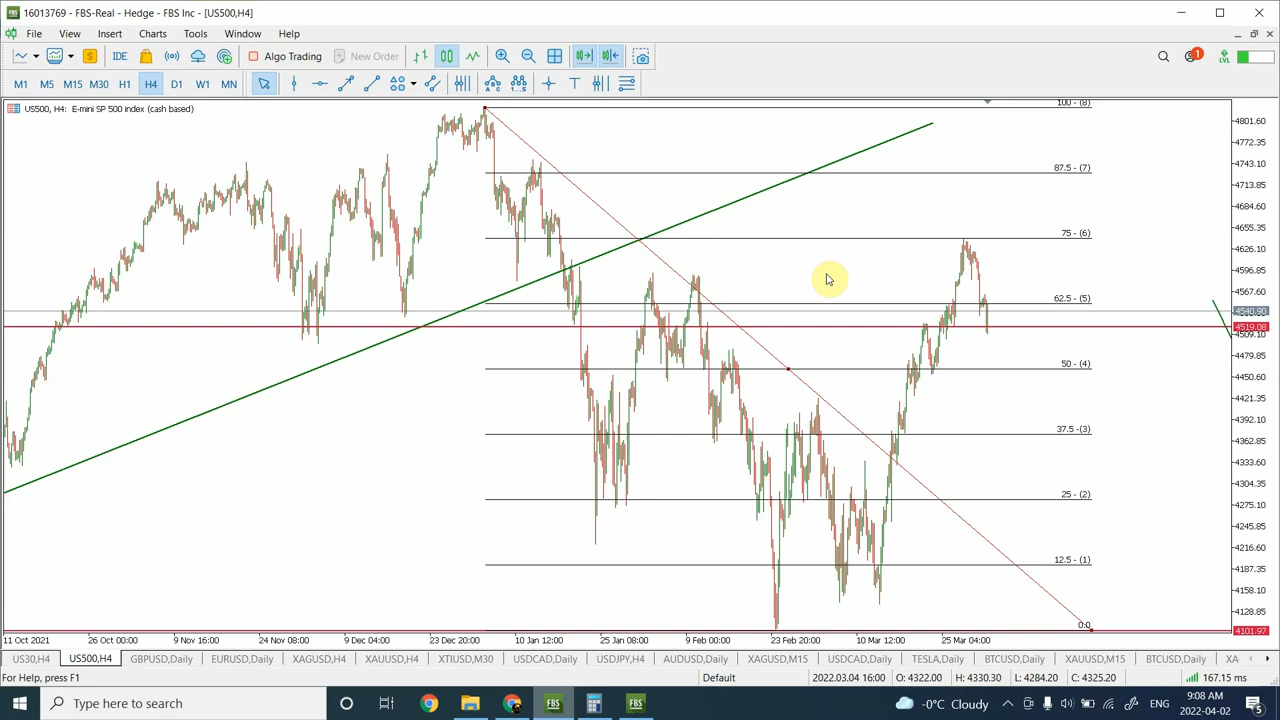 16013769 - FBS-Real - Hedge - FBS Inc - [US500,H4]
File View Insert Charts Tools Window Help
IDE Algo Trading New Order 1 LVL
M1 M5 M15 M30 H1 H4 D1 W1 MN
US500, H4: E-mini SP 500 index (cash based)
100 - (8)
4801.60
4772.35
4743.10
87.5 - (7)
4713.85
4684.60
4655.35
75 - (6)
4626.10
4596.85
4567.60
62.5 - (5)
4540.60
4519.08
4509.10
4479.85
50 - (4)
4450.60
4421.35
37.5 - (3)
4392.10
4362.85
4333.60
4304.35
25 - (2)
4275.10
4245.85
4216.60
12.5 - (1)
4187.35
4158.10
4128.85
0.0
4101.97
11 Oct 2021 26 Oct 00:00 9 Nov 16:00 24 Nov 08:00 9 Dec 04:00 23 Dec 20:00 10 Jan 12:00 25 Jan 08:00 9 Feb 00:00 23 Feb 20:00 10 Mar 12:00 25 Mar 04:00
US30,H4 US500,H4 GBPUSD,Daily EURUSD,Daily XAGUSD,H4 XAUUSD,H4 XTIUSD,M30 USDCAD,Daily USDJPY,H4 AUDUSD,Daily XAGUSD,M15 USDCAD,Daily TESLA,Daily BTCUSD,Daily XAUUSD,M15 BTCUSD,Daily XA
For Help, press F1 Default 2022.03.04 16:00 O: 4322.00 H: 4330.30 L: 4284.20 C: 4325.20 167.15 ms
Type here to search FBS FBS -0°C Cloudy ENG 9:08 AM
2022-04-02 5